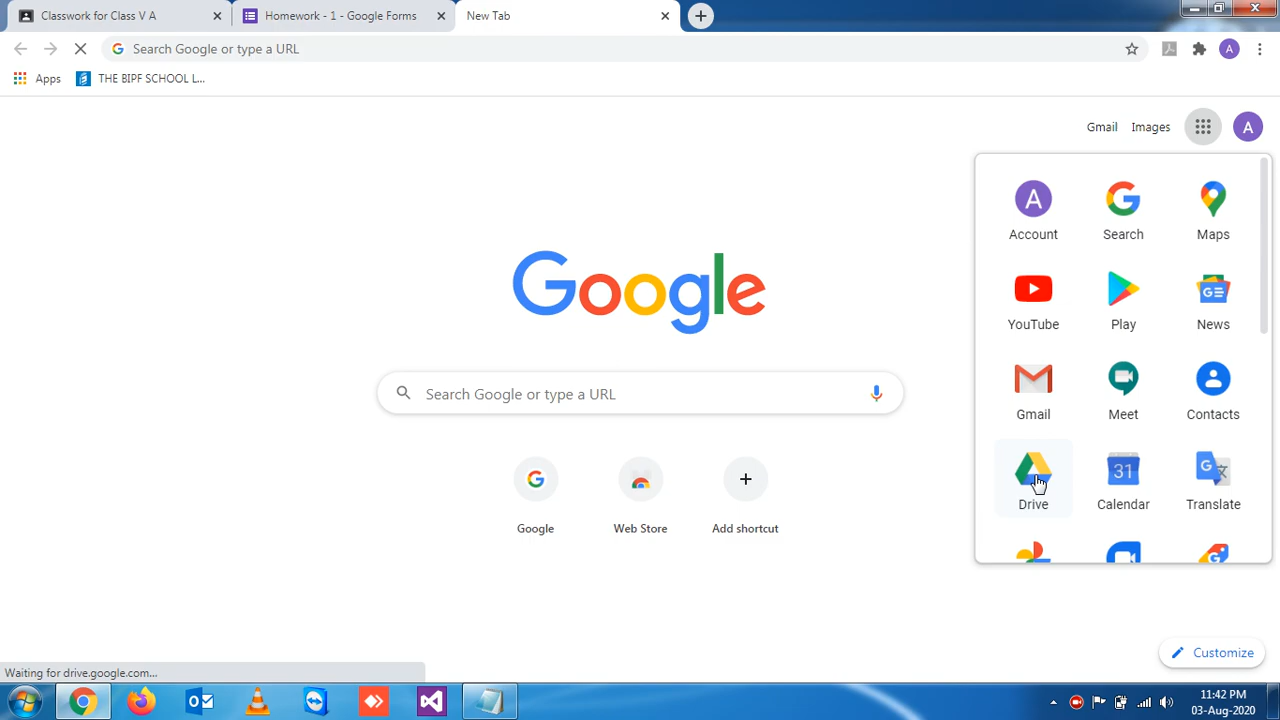 Classwork for Class V A
Homework - 1 - Google Forms
New Tab
Search Google or type a URL
A
Apps
THE BIPF SCHOOL L...
Gmail
Images
A
A
Account
Search
Maps
YouTube
Play
News
Gmail
Meet
Contacts
31
Drive
Calendar
Translate
Google
Search Google or type a URL
Google
Web Store
Add shortcut
Customize
Waiting for drive.google.com...
11:42 PM
03-Aug-2020